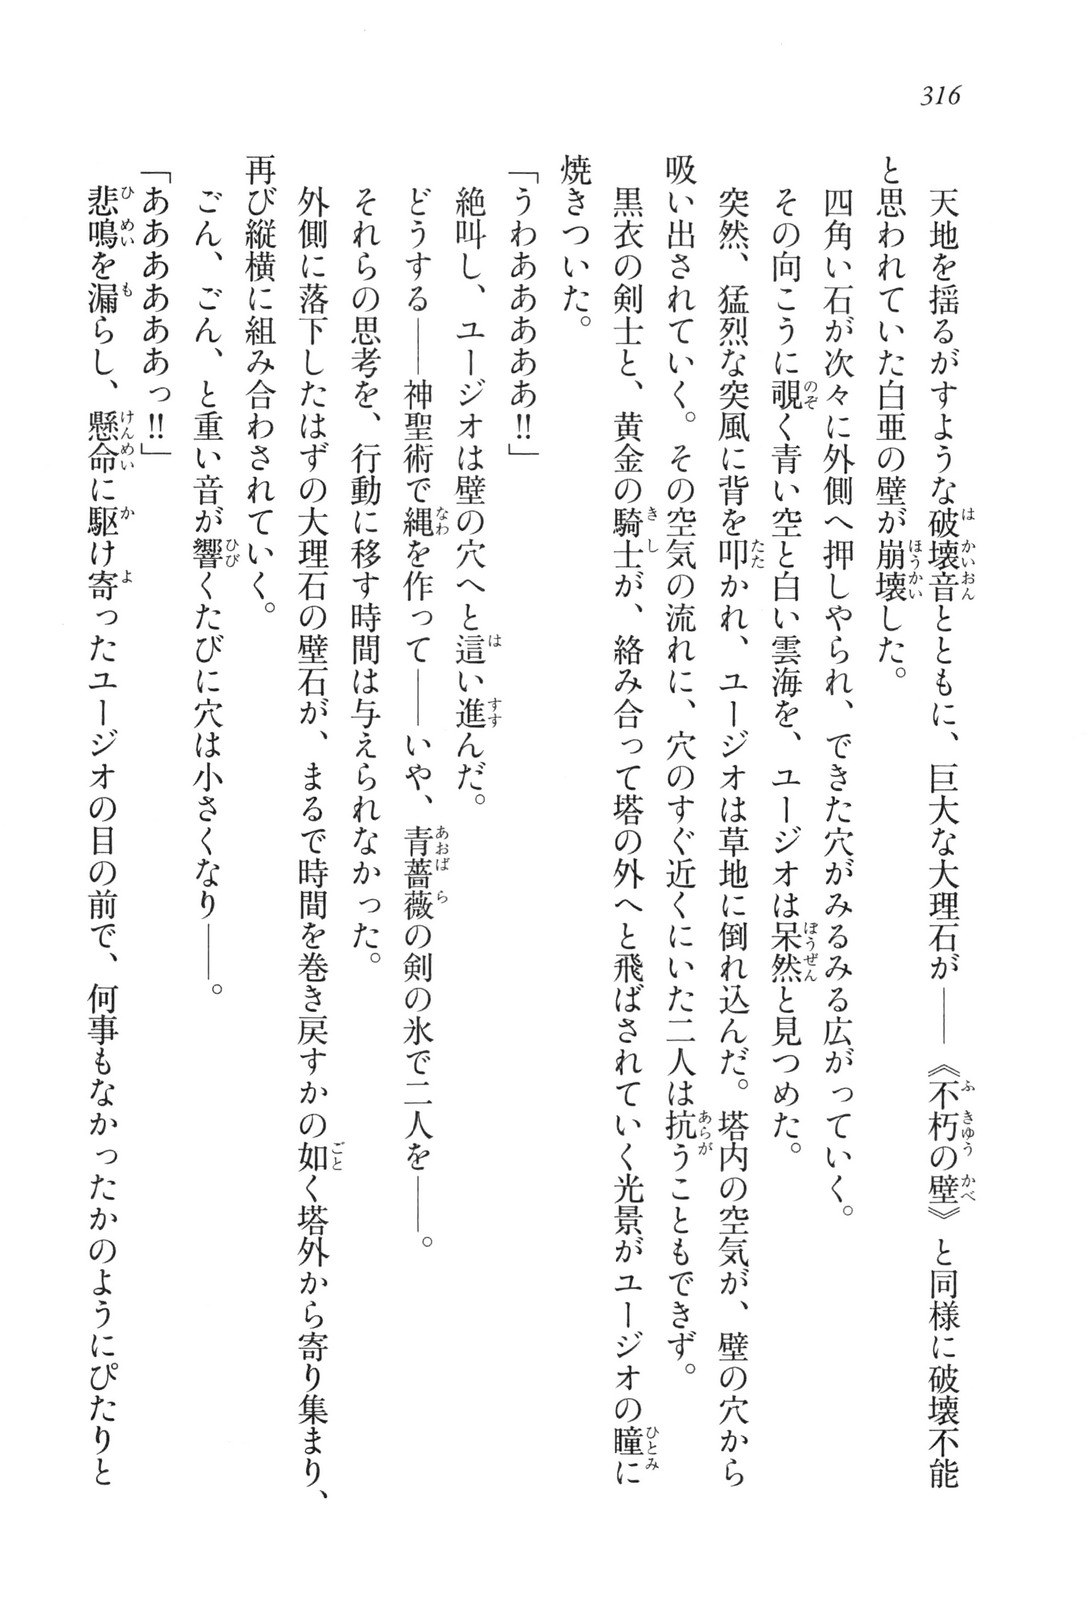 316
天地を揺るがすような破壊音とともに、巨大な大理石が――《不朽の壁》と同様に破壊不能
と思われていた白亜の壁が崩壊した。
四角い石が次々に外側へ押しやられ、できた穴がみるみる広がっていく。
その向こうに覗く青い空と白い雲海を、ユージオは呆然と見つめた。
突然、猛烈な突風に背を叩かれ、ユージオは草地に倒れ込んだ。塔内の空気が、壁の穴から
吸い出されていく。その空気の流れに、穴のすぐ近くにいた二人は抗うこともできず。
黒衣の剣士と、黄金の騎士が、絡み合って塔の外へと飛ばされていく光景がユージオの瞳に
焼きついた。
「うわあああああ!!」
絶叫し、ユージオは壁の穴へと這い進んだ。
どうする――神聖術で縄を作って――いや、青薔薇の剣の氷で二人を――。
それらの思考を、行動に移す時間は与えられなかった。
外側に落下したはずの大理石の壁石が、まるで時間を巻き戻すかの如く塔外から寄り集まり、
再び縦横に組み合わされていく。
ごん、ごん、と重い音が響くたびに穴は小さくなり――。
「ああああああっ!!」
悲鳴を漏らし、懸命に駆け寄ったユージオの目の前で、何事もなかったかのようにぴたりと